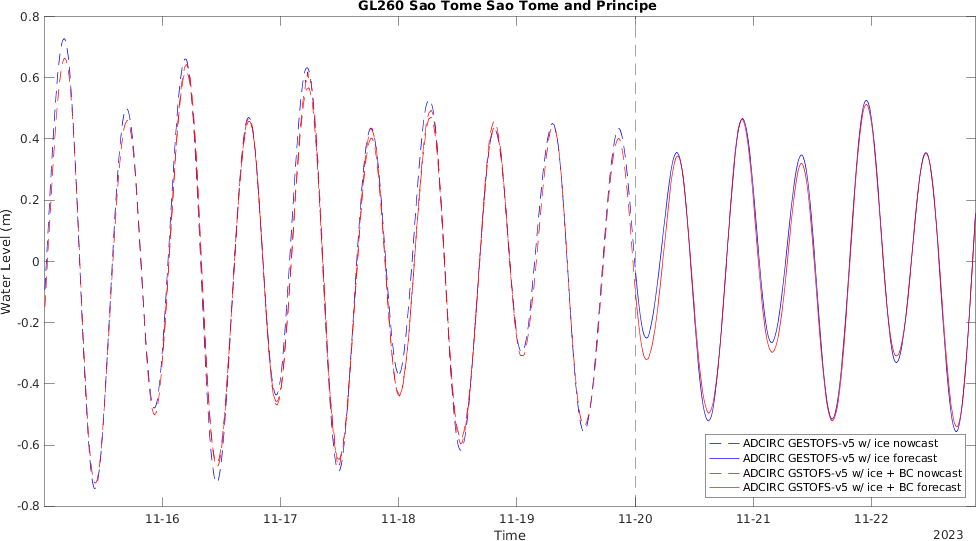 GL260 Sao Tome Sao Tome and Principe
0.8
0.6
0.4
0.2
0
-0.2
-0.4
-0.6
-0.8
Water Level (m)
11-16
11-17
11-18
11-19
11-20
11-21
11-22
Time
2023
ADCIRC GESTOFS-v5 w/ ice nowcast
ADCIRC GESTOFS-v5 w/ ice forecast
ADCIRC GSTOFS-v5 w/ ice + BC nowcast
ADCIRC GSTOFS-v5 w/ ice + BC forecast